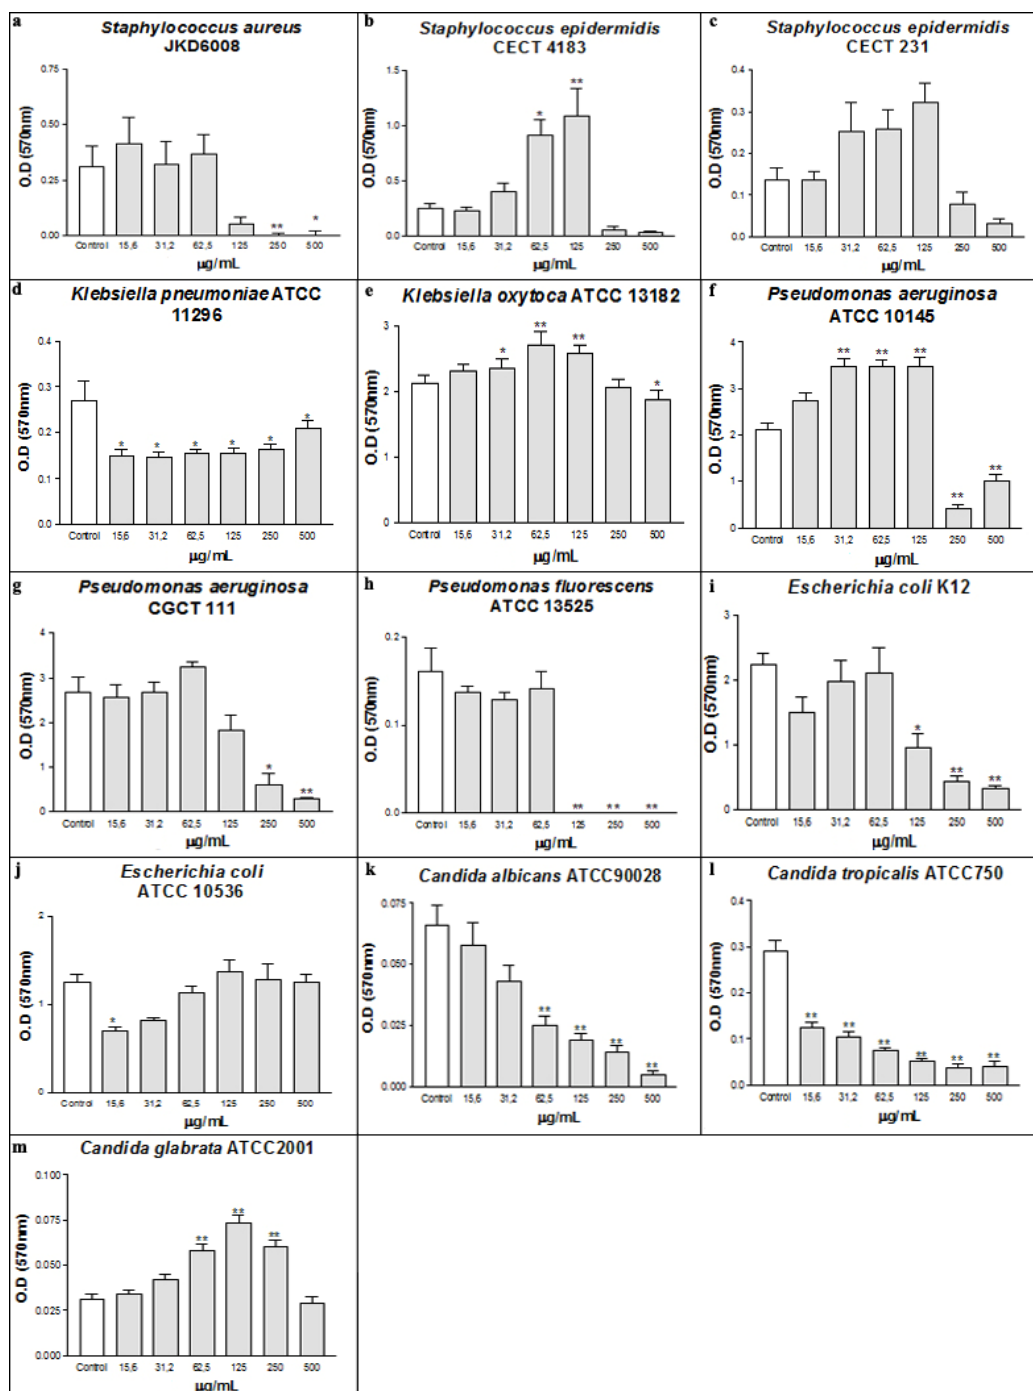 a
Staphylococcus aureus
JKD6008
O.D (570nm)
0.75
0.50
0.25
0.0
** *
Control 15,6 31,2 62,5 125 250 500
µg/mL
b
Staphylococcus epidermidis
CECT 4183
O.D (570nm)
1.5
1.0
0.5
0.0
* **
Control 15,6 31,2 62,5 125 250 500
µg/mL
c
Staphylococcus epidermidis
CECT 231
O.D (570nm)
0.4
0.3
0.2
0.1
0.0
Control 15,6 31,2 62,5 125 250 500
µg/mL
d
Klebsiella pneumoniae ATCC
11296
O.D (570nm)
0.4
0.3
0.2
0.1
0.0
* * * * * *
Control 15,6 31,2 62,5 125 250 500
µg/mL
e
Klebsiella oxytoca ATCC 13182
O.D (570nm)
3
2
1
0
* ** ** *
Control 15,6 31,2 62,5 125 250 500
µg/mL
f
Pseudomonas aeruginosa
ATCC 10145
O.D (570nm)
4
3
2
1
0
** ** ** ** **
Control 15,6 31,2 62,5 125 250 500
µg/mL
g
Pseudomonas aeruginosa
CGCT 111
O.D (570nm)
4
3
2
1
0
* **
Control 15,6 31,2 62,5 125 250 500
µg/mL
h
Pseudomonas fluorescens
ATCC 13525
O.D (570nm)
0.2
0.1
0.0
** ** **
Control 15,6 31,2 62,5 125 250 500
µg/mL
i
Escherichia coli K12
O.D (570nm)
3
2
1
0
* ** **
Control 15,6 31,2 62,5 125 250 500
µg/mL
j
Escherichia coli
ATCC 10536
O.D (570nm)
2
1
0
*
Control 15,6 31,2 62,5 125 250 500
µg/mL
k
Candida albicans ATCC90028
O.D (570nm)
0.075
0.050
0.025
0.000
** ** ** **
Control 15,6 31,2 62,5 125 250 500
µg/mL
l
Candida tropicalis ATCC750
O.D (570nm)
0.4
0.3
0.2
0.1
0.0
** ** ** ** ** **
Control 15,6 31,2 62,5 125 250 500
µg/mL
m
Candida glabrata ATCC2001
O.D (570nm)
0.100
0.075
0.050
0.025
0.000
** ** **
Control 15,6 31,2 62,5 125 250 500
µg/mL